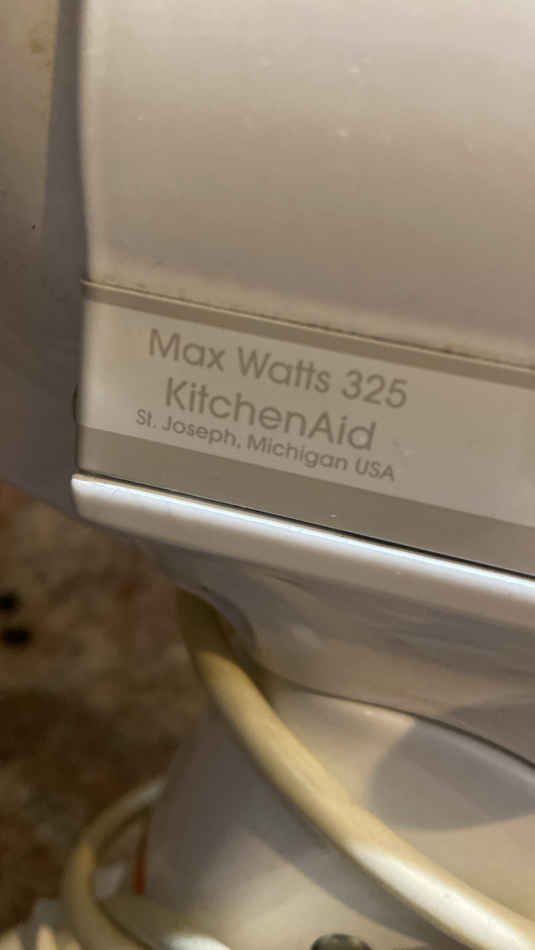 Max Watts 325
KitchenAid
St. Joseph, Michigan USA